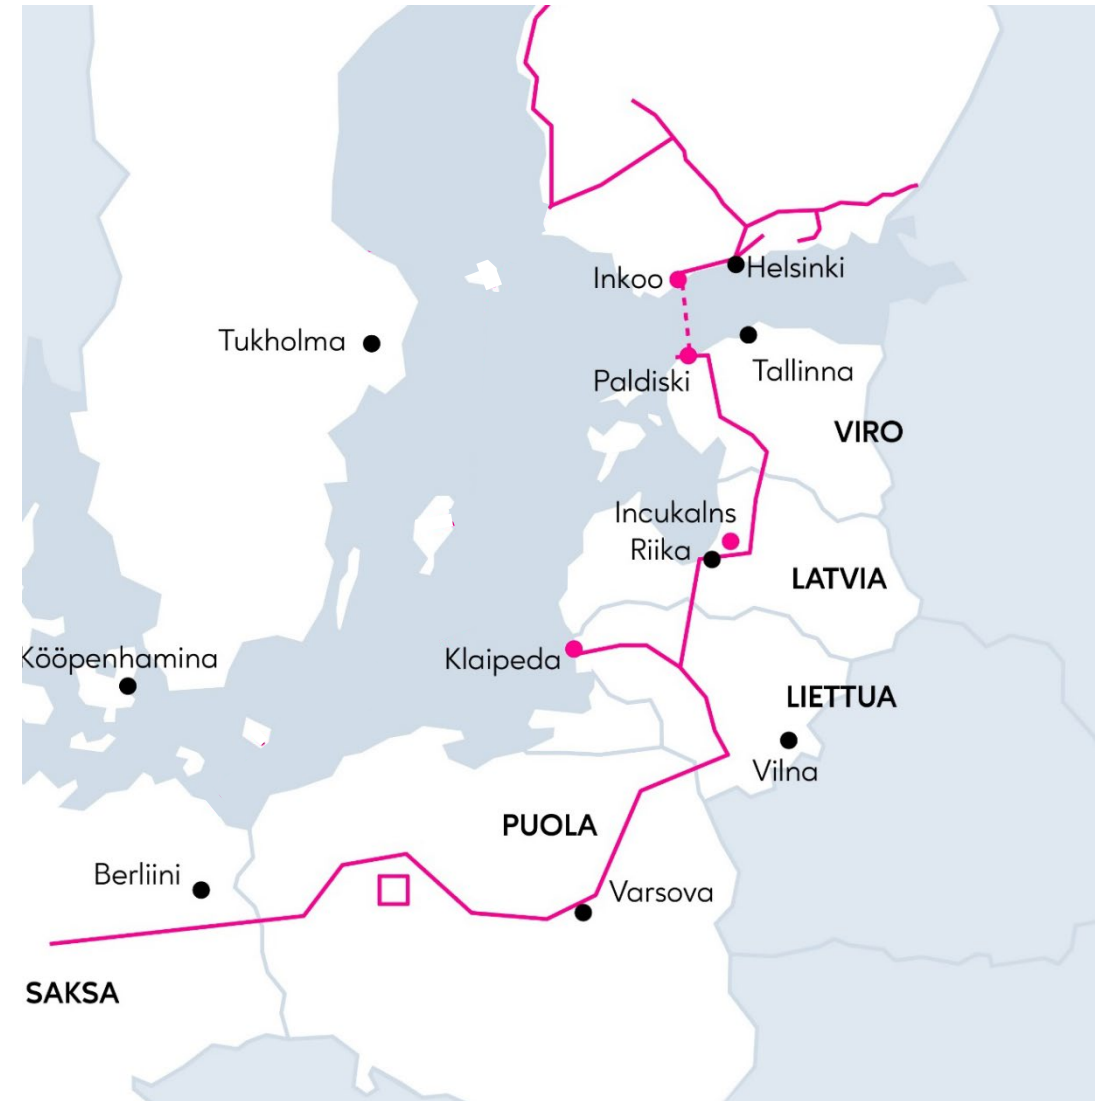 Helsinki
Inkoo
Tukholma
Tallinna
Paldiski
VIRO
Incukalns
Riika
LATVIA
Kööpenhamina
Klaipeda
LIETTUA
Vilna
PUOLA
Berliini
Varsova
SAKSA